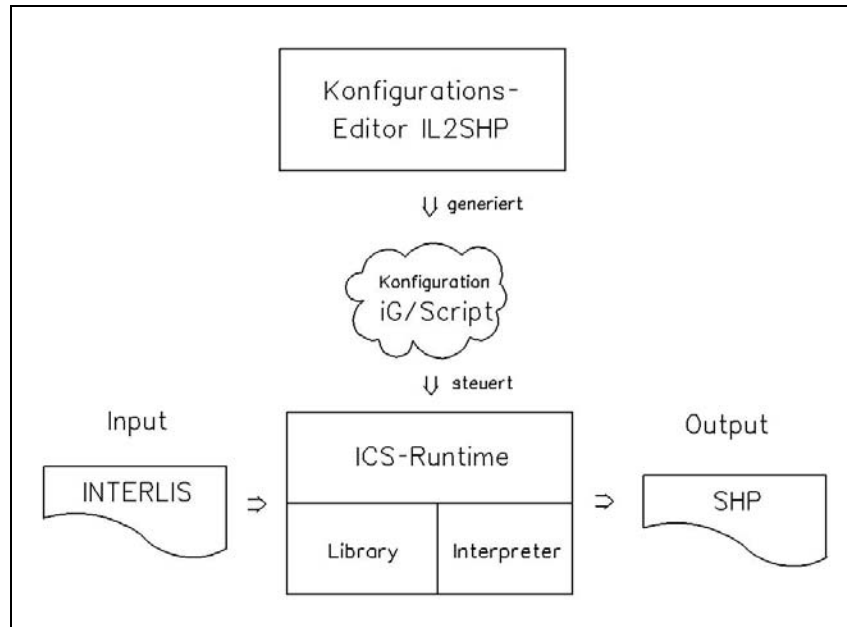 Konfigurations-
Editor IL2SHP
generiert
Konfiguration
iG/Script
steuert
Input
Output
ICS-Runtime
INTERLIS
SHP
Library
Interpreter